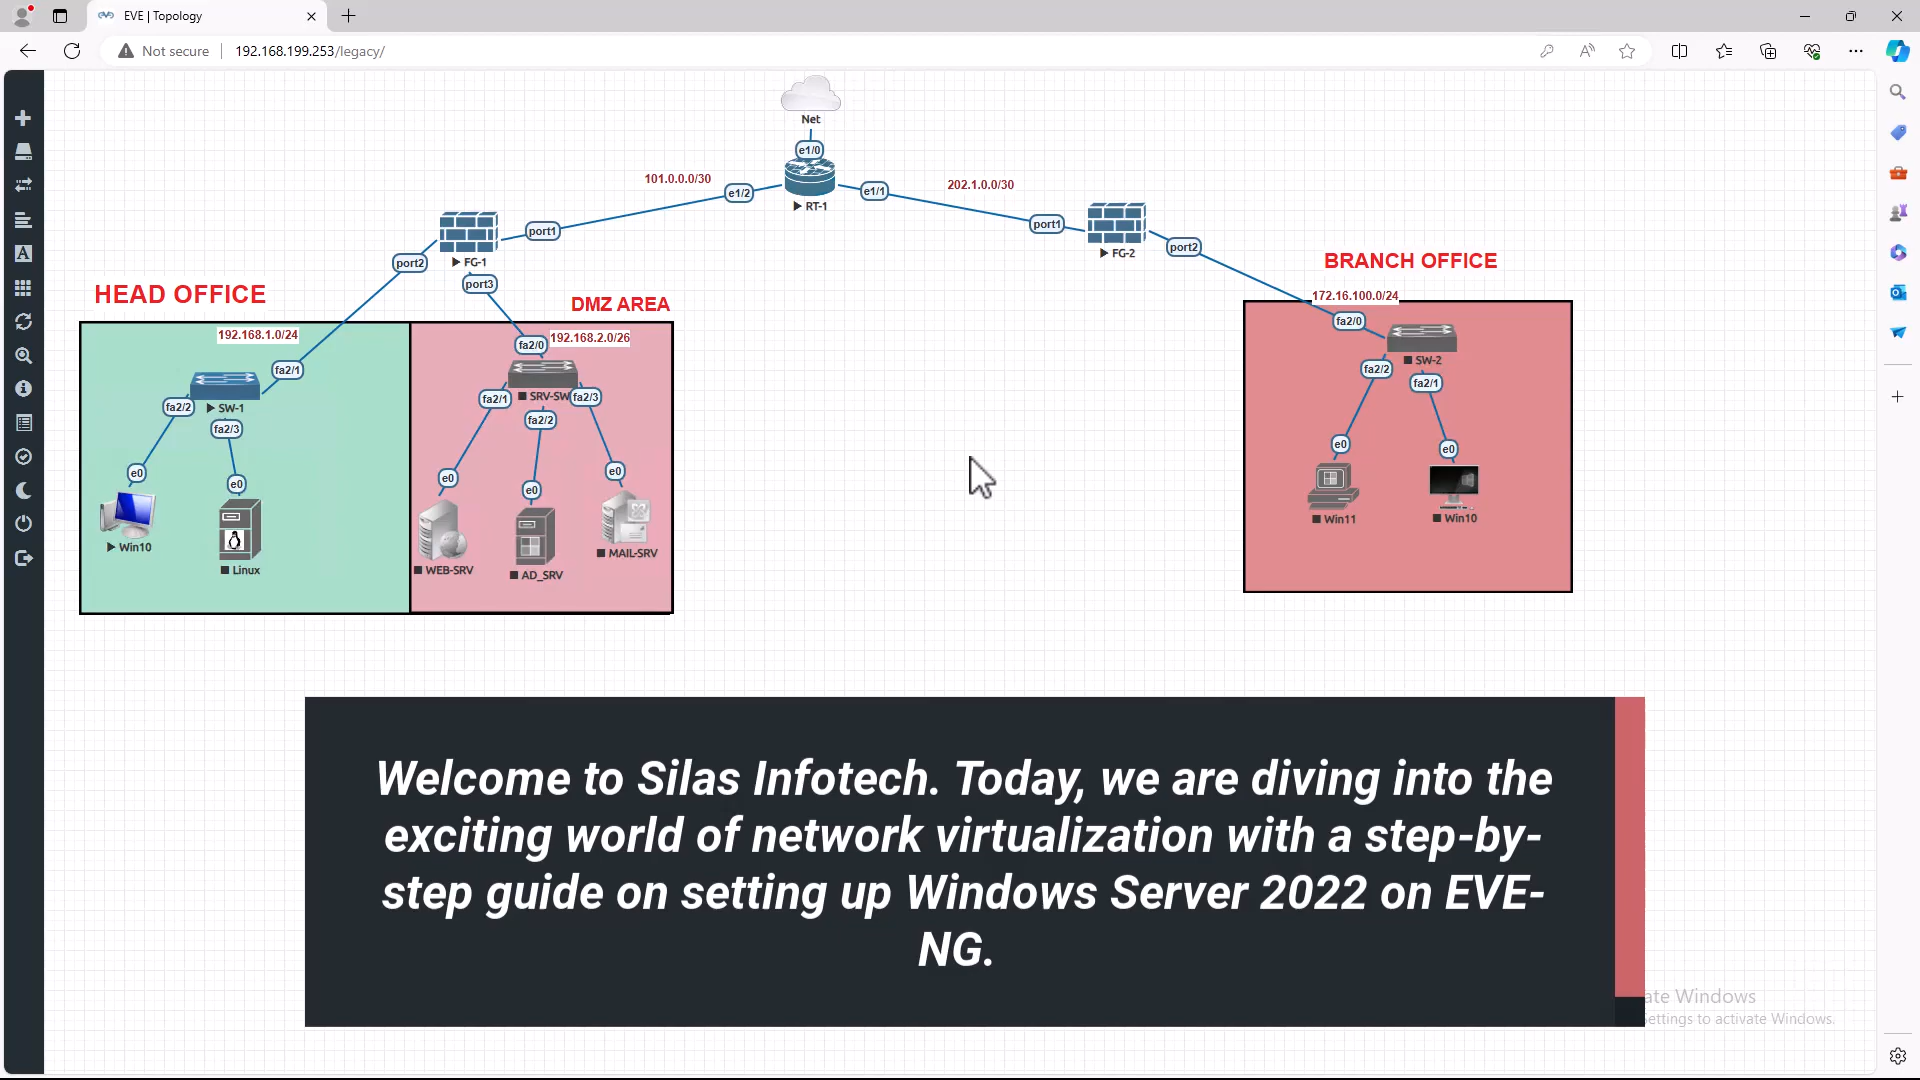 EVE | Topology
Not secure
192.168.199.253/legacy/
Net
e1/0
101.0.0.0/30
e1/2
e1/1
202.1.0.0/30
RT-1
port1
port1
FG-1
FG-2
port2
port2
port3
HEAD OFFICE
DMZ AREA
BRANCH OFFICE
172.16.100.0/24
192.168.1.0/24
192.168.2.0/26
fa2/0
fa2/0
fa2/1
SW-2
fa2/2
SW-1
fa2/1
SRV-SW
fa2/3
fa2/2
fa2/1
fa2/3
fa2/2
e0
e0
e0
e0
e0
e0
e0
Win10
Linux
WEB-SRV
AD_SRV
MAIL-SRV
Win11
Win10
Welcome to Silas Infotech. Today, we are diving into the
exciting world of network virtualization with a step-by-
step guide on setting up Windows Server 2022 on EVE-
NG.
ate Windows
Settings to activate Windows.